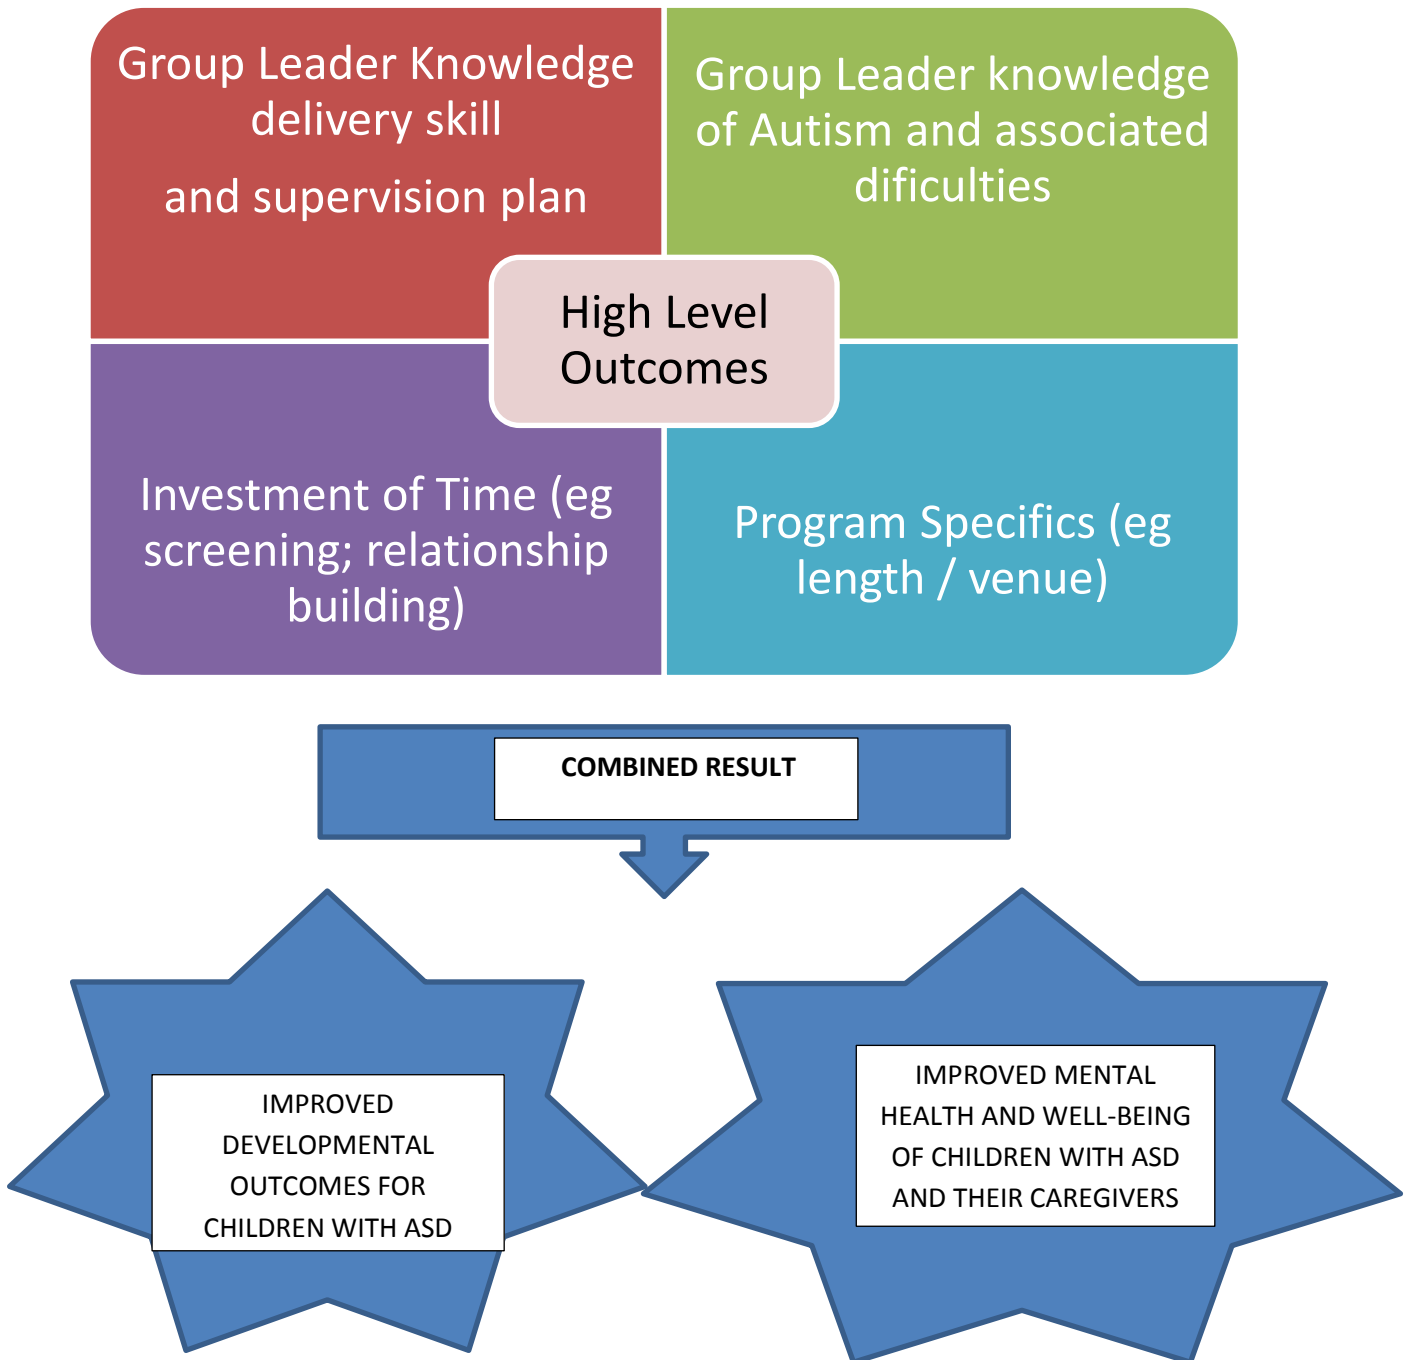 Group Leader Knowledge
delivery skill
and supervision plan
Group Leader knowledge
of Autism and associated
dificulties
High Level
Outcomes
Investment of Time (eg
screening; relationship
building)
Program Specifics (eg
length / venue)
COMBINED RESULT
IMPROVED
DEVELOPMENTAL
OUTCOMES FOR
CHILDREN WITH ASD
IMPROVED MENTAL
HEALTH AND WELL-BEING
OF CHILDREN WITH ASD
AND THEIR CAREGIVERS